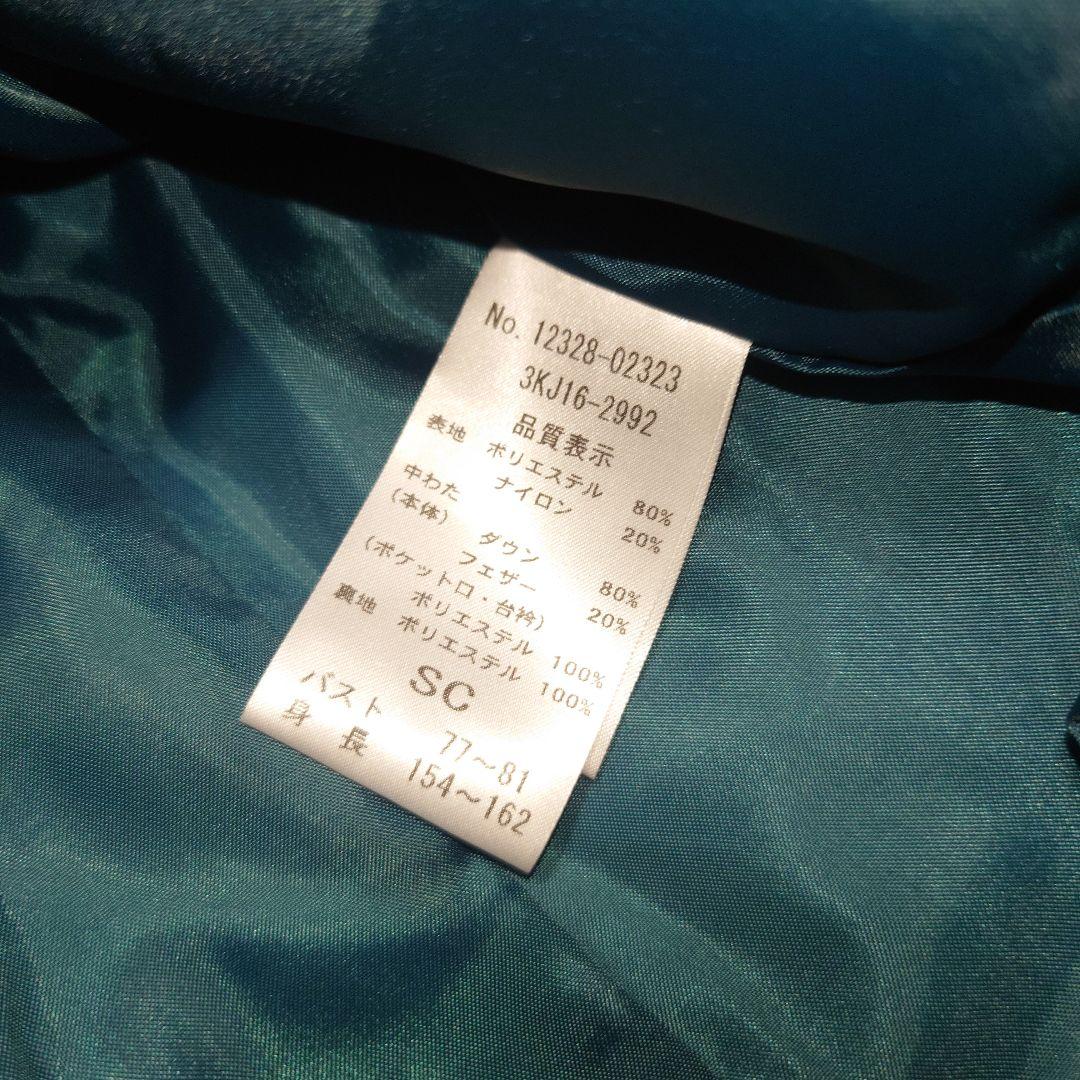 No. 12328-02323
3KJ16-2992
品質表示
表地 ポリエステル 80%
ナイロン 20%
中わた
(本体) ダウン 80%
フェザー 20%
(ポケット口・台衿)
ポリエステル 100%
裏地 ポリエステル 100%
SC
バスト 77~81
身長 154~162